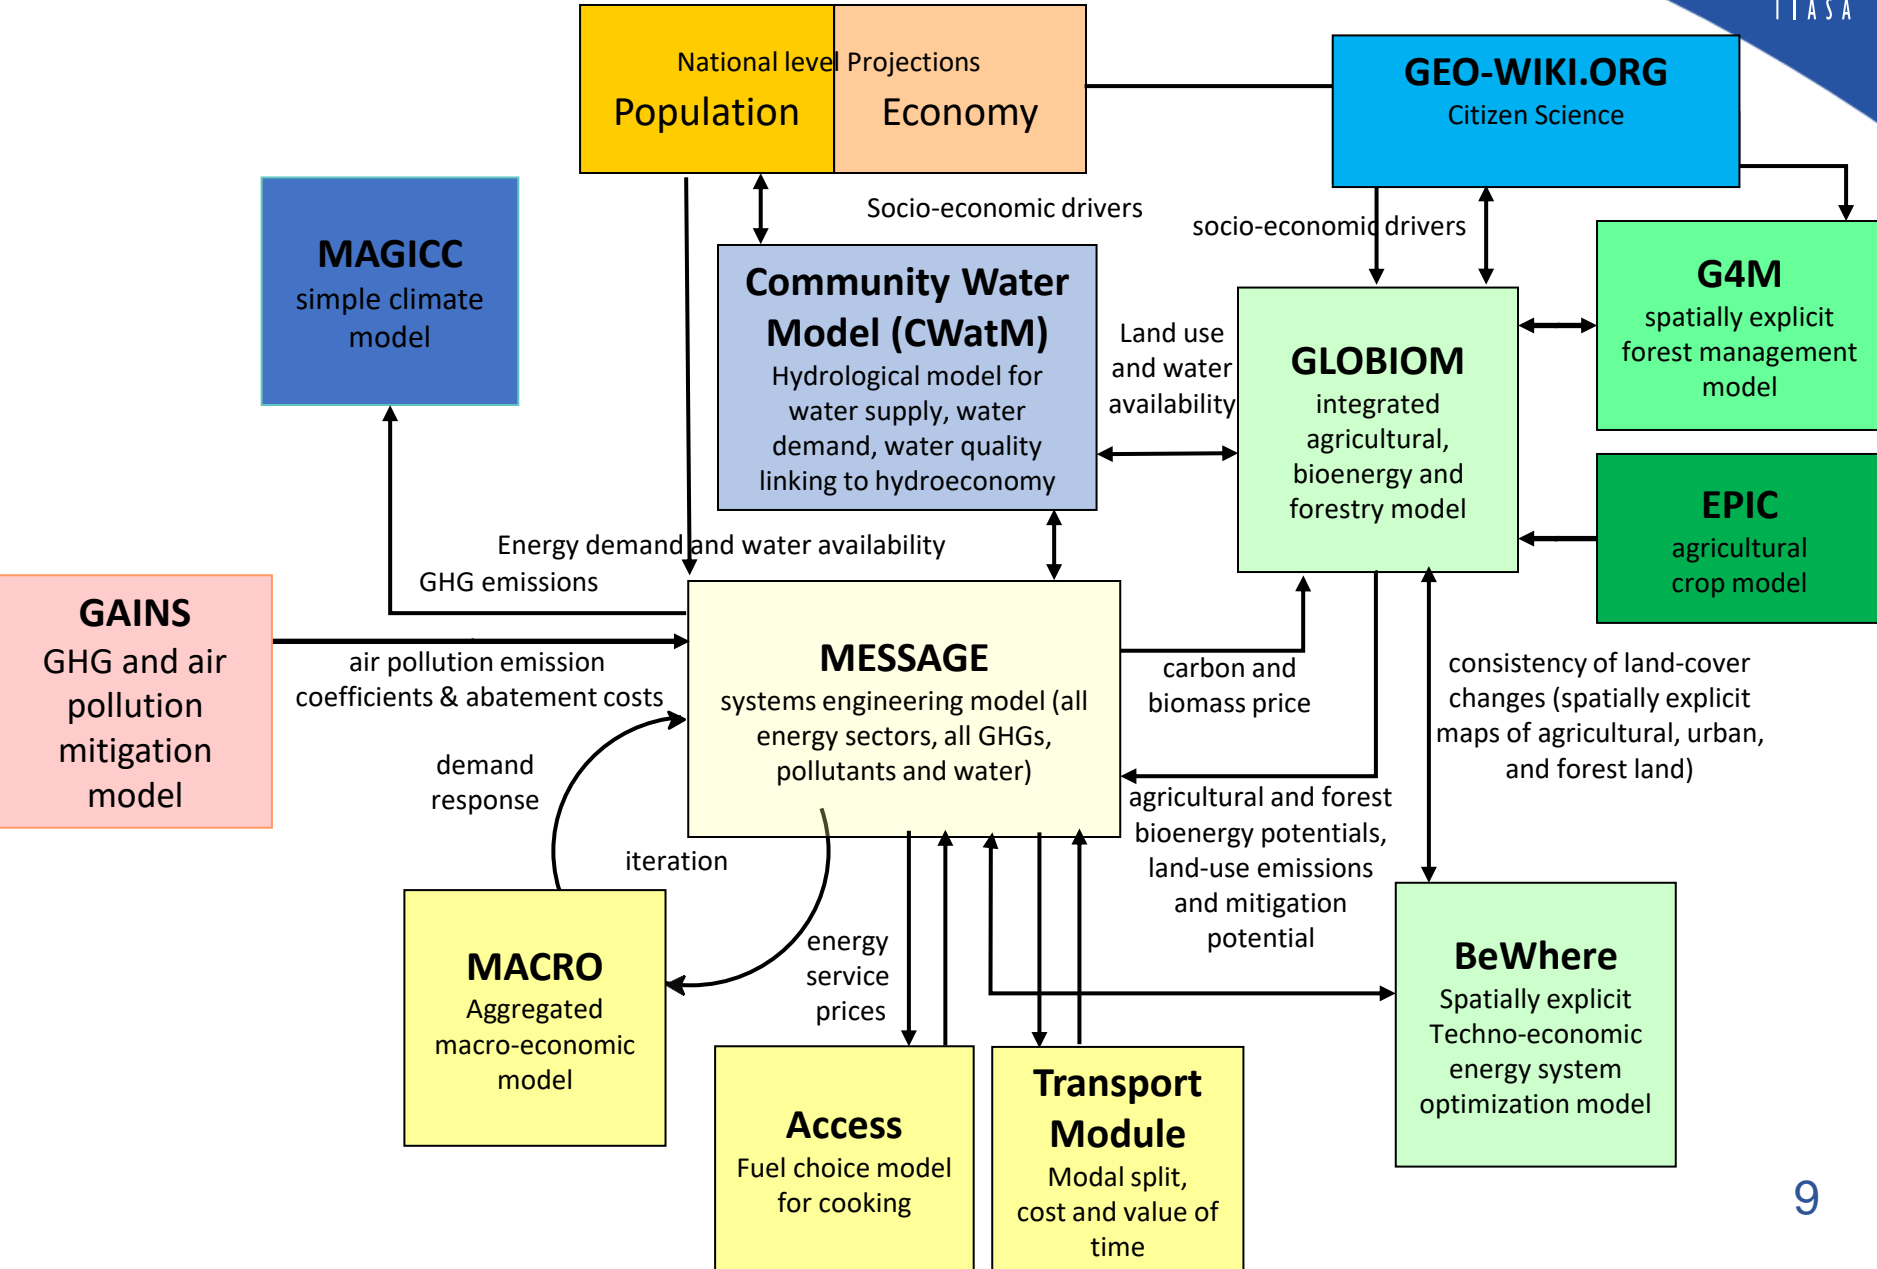 IIASA
National level Projections
Population
Economy
GEO-WIKI.ORG
Citizen Science
Socio-economic drivers
socio-economic drivers
MAGICC
simple climate
model
Community Water
Model (CWatM)
Hydrological model for
water supply, water
demand, water quality
linking to hydroeconomy
Land use
and water
availability
GLOBIOM
integrated
agricultural,
bioenergy and
forestry model
G4M
spatially explicit
forest management
model
EPIC
agricultural
crop model
Energy demand and water availability
GHG emissions
GAINS
GHG and air
pollution
mitigation
model
air pollution emission
coefficients & abatement costs
MESSAGE
systems engineering model (all
energy sectors, all GHGs,
pollutants and water)
carbon and
biomass price
consistency of land-cover
changes (spatially explicit
maps of agricultural, urban,
and forest land)
demand
response
iteration
agricultural and forest
bioenergy potentials,
land-use emissions
and mitigation
potential
energy
service
prices
MACRO
Aggregated
macro-economic
model
Access
Fuel choice model
for cooking
Transport
Module
Modal split,
cost and value of
time
BeWhere
Spatially explicit
Techno-economic
energy system
optimization model
9